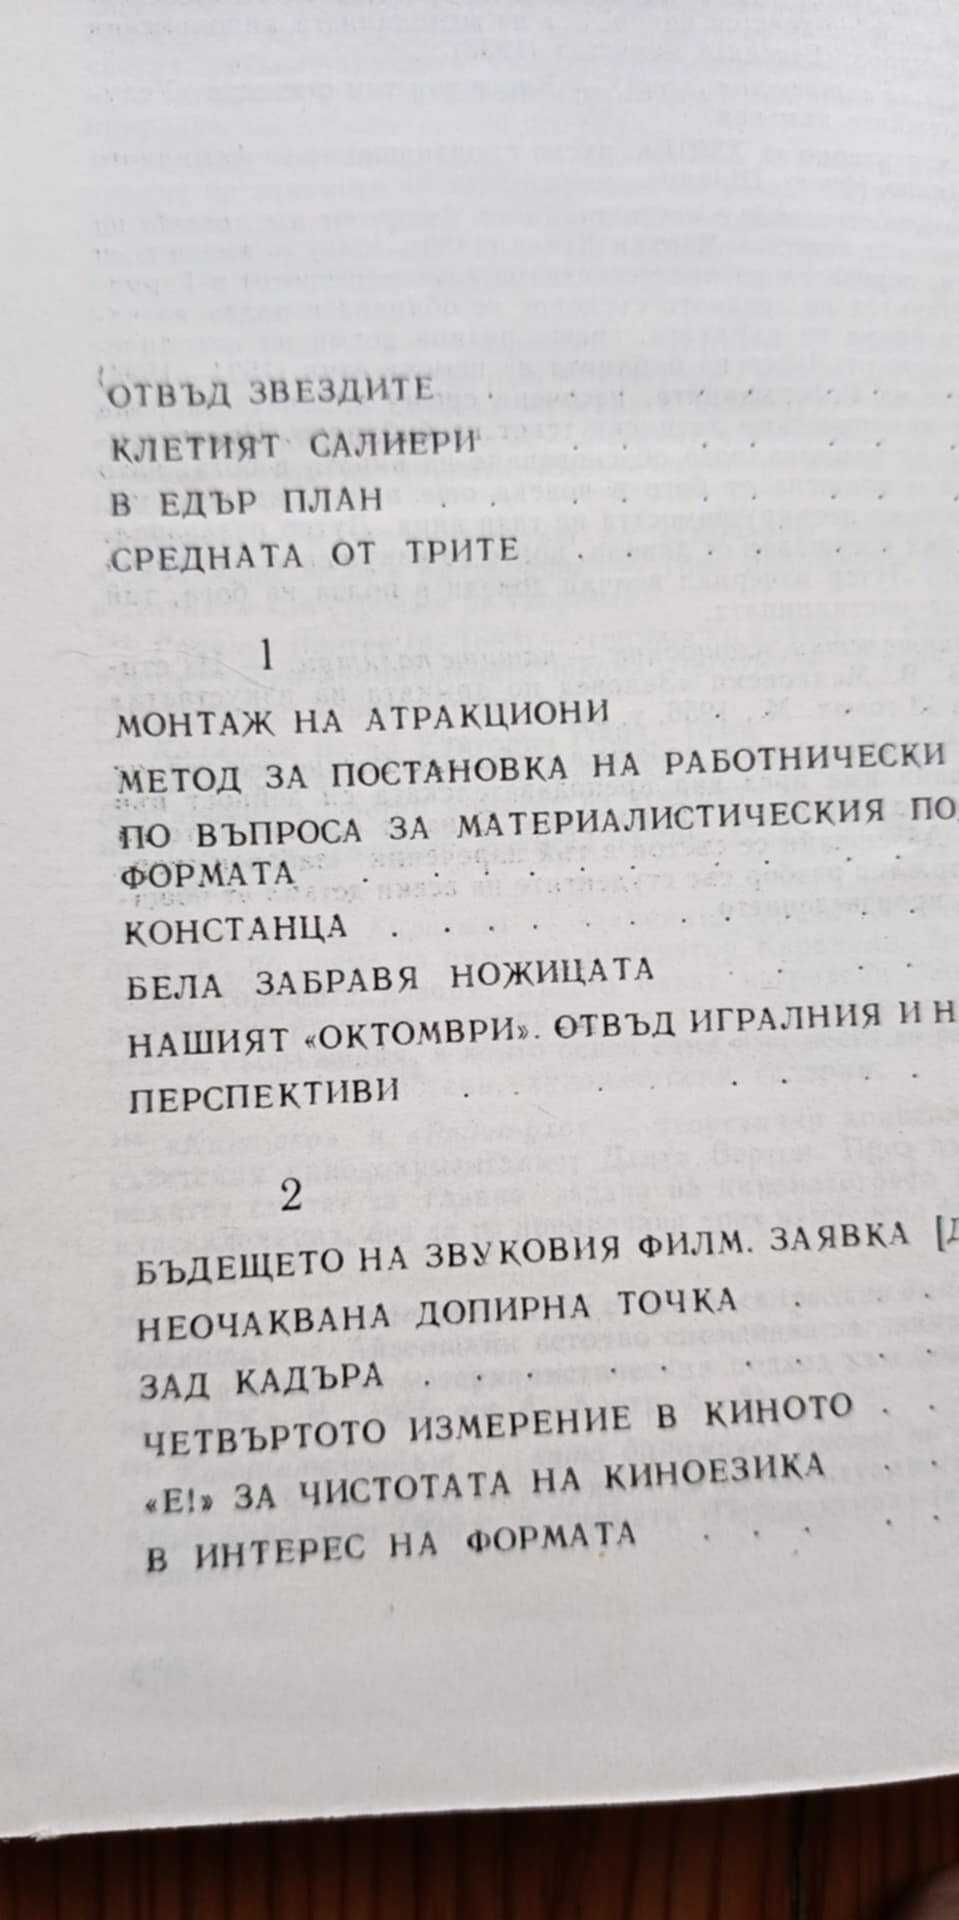 ОТВЪД ЗВЕЗДИТE . . . . . .
КЛЕТИЯТ САЛИЕРИ . . . . . .
В ЕДЪР ПЛАН . . . . . . .
СРЕДНАТА ОТ ТРИТЕ . . . . . .
1
МОНТАЖ НА АТРАКЦИОНИ . . . .
МЕТОД ЗА ПОСТАНОВКА НА РАБОТНИЧЕСКИ
ПО ВЪПРОСА ЗА МАТЕРИАЛИСТИЧЕСКИЯ ПО
ФОРМАТА . . . . . . . . . .
КОНСТАНЦА . . . . . . . . . .
БЕЛА ЗАБРАВЯ НОЖИЦАТА . . . .
НАШИЯТ «ОКТОМВРИ». ОТВЪД ИГРАЛНИЯ И Н
ПЕРСПЕКТИВИ . . . . . . . .
2
БЪДЕЩЕТО НА ЗВУКОВИЯ ФИЛМ. ЗАЯВКА [Д
НЕОЧАКВАНА ДОПИРНА ТОЧКА . . .
ЗАД КАДЪРА . . . . . . . . .
ЧЕТВЪРТОТО ИЗМЕРЕНИЕ В КИНОТО . .
«Е!» ЗА ЧИСТОТАТА НА КИНОЕЗИКА . .
В ИНТЕРЕС НА ФОРМАТА . . . . .